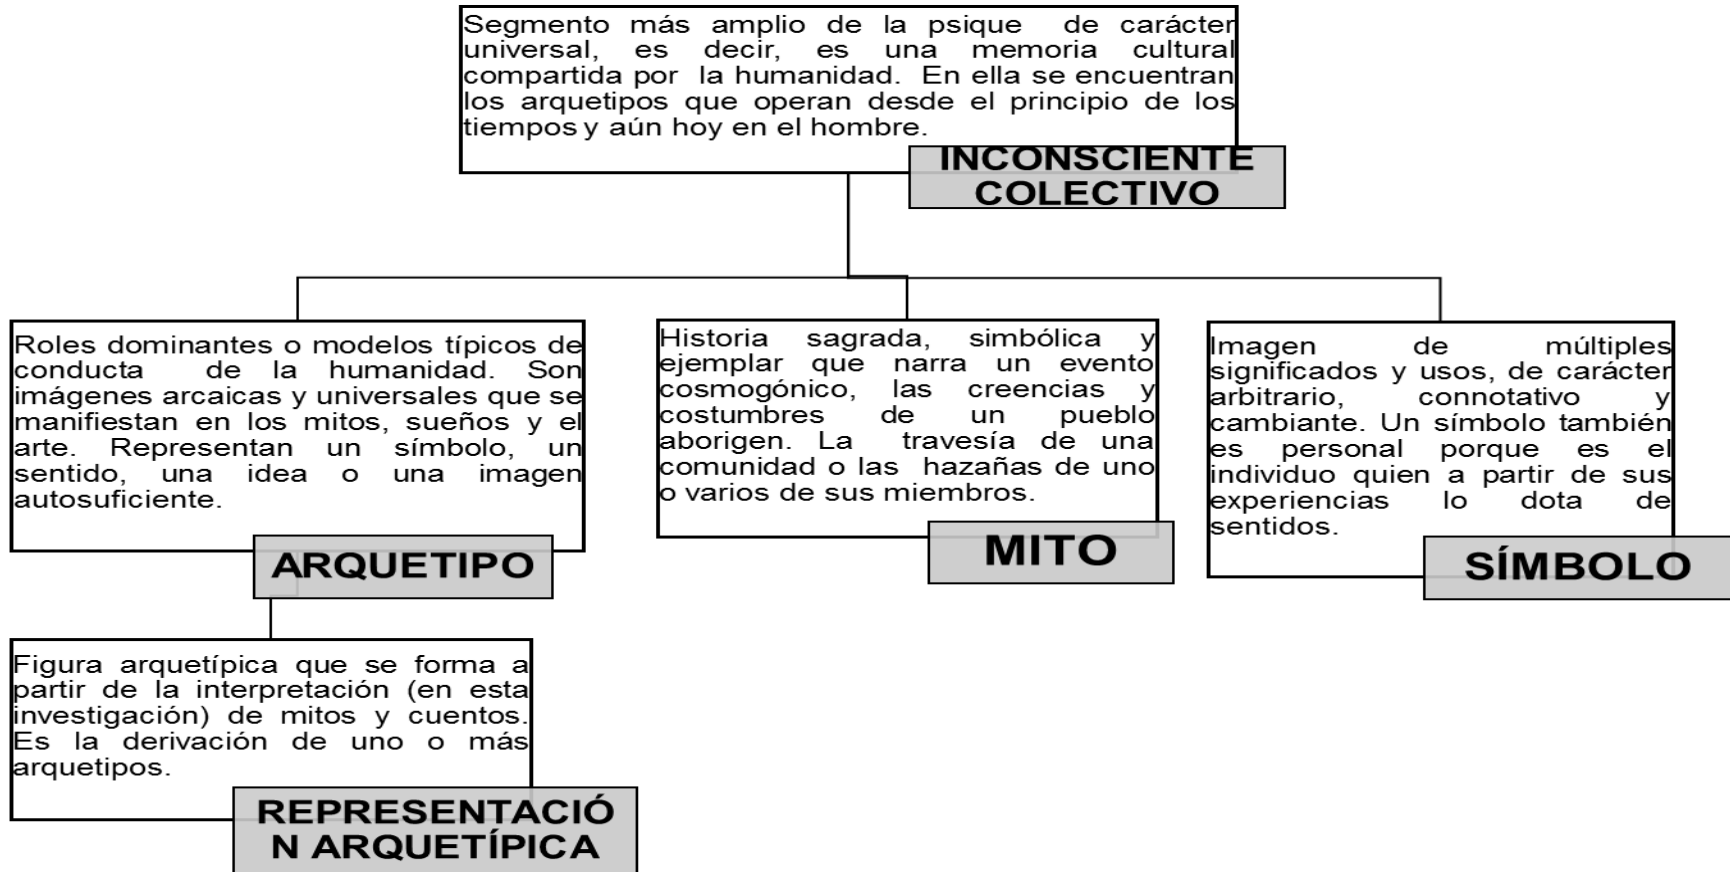 Segmento más amplio de la psique de carácter
universal, es decir, es una memoria cultural
compartida por la humanidad. En ella se encuentran
los arquetipos que operan desde el principio de los
tiempos y aún hoy en el hombre.
INCONSCIENTE
COLECTIVO
Roles dominantes o modelos típicos de
conducta de la humanidad. Son
imágenes arcaicas y universales que se
manifiestan en los mitos, sueños y el
arte. Representan un símbolo, un
sentido, una idea o una imagen
autosuficiente.
ARQUETIPO
Historia sagrada, simbólica y
ejemplar que narra un evento
cosmogónico, las creencias y
costumbres de un pueblo
aborigen. La travesía de una
comunidad o las hazañas de uno
o varios de sus miembros.
MITO
Imagen de múltiples
significados y usos, de carácter
arbitrario, connotativo y
cambiante. Un símbolo también
es personal porque es el
individuo quien a partir de sus
experiencias lo dota de
sentidos.
SÍMBOLO
Figura arquetípica que se forma a
partir de la interpretación (en esta
investigación) de mitos y cuentos.
Es la derivación de uno o más
arquetipos.
REPRESENTACIÓ
N ARQUETÍPICA